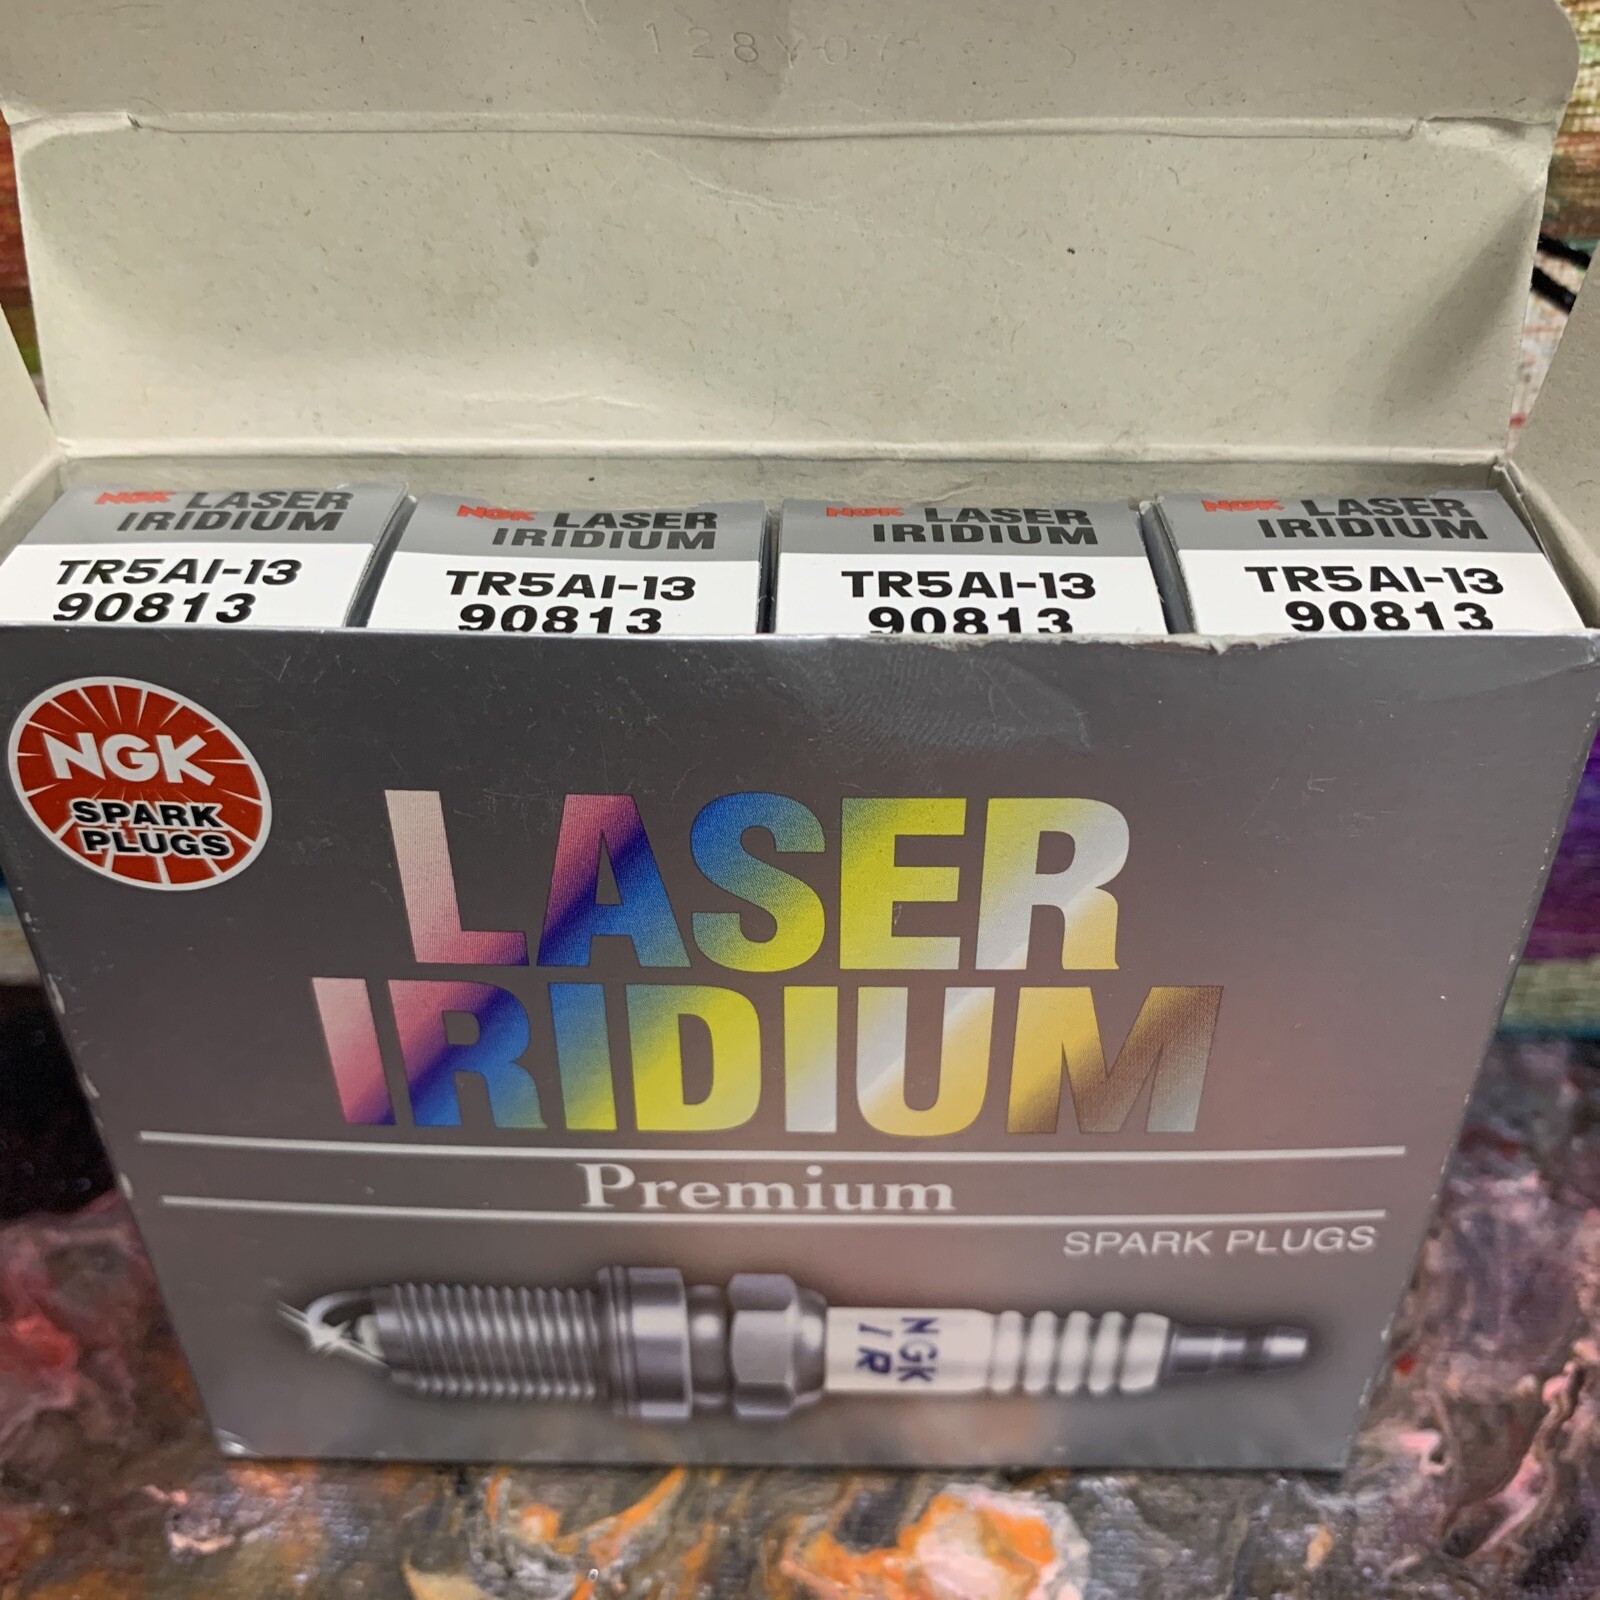 128Y07
NGK LASER
IRIDIUM
TR5AI-13
90813
NGK LASER
IRIDIUM
TR5AI-13
90813
NGK LASER
IRIDIUM
TR5AI-13
90813
NGK LASER
IRIDIUM
TR5AI-13
90813
NGK
SPARK
PLUGS
LASER
IRIDIUM
Premium
SPARK PLUGS
NGK
IR